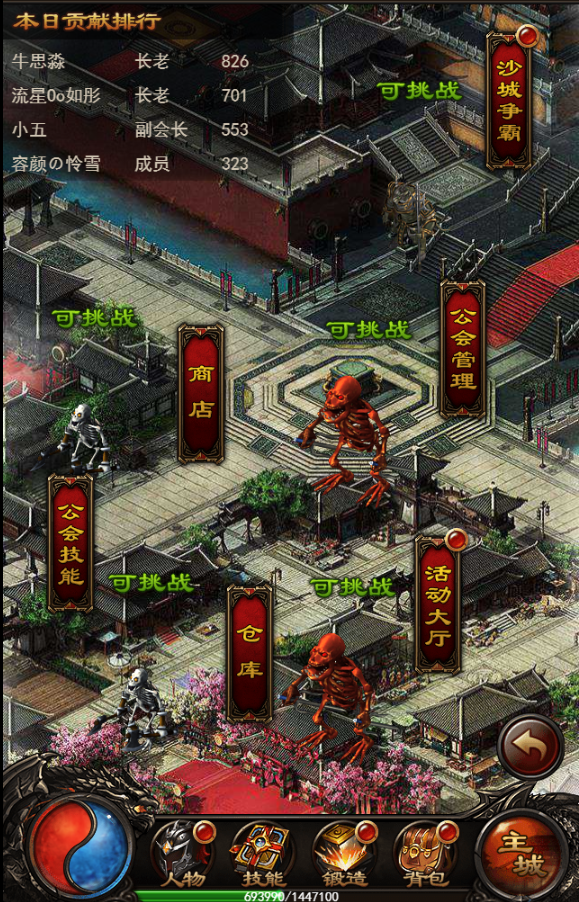 本日贡献排行
牛思淼 长老 826
流星0o如彤 长老 701
小五 副会长 553
容颜の怜雪 成员 323
可挑战
沙城争霸
可挑战
可挑战
公会管理
商店
公会技能
可挑战
可挑战
活动大厅
仓库
人物 技能 锻造 背包
主城
693990/1447100